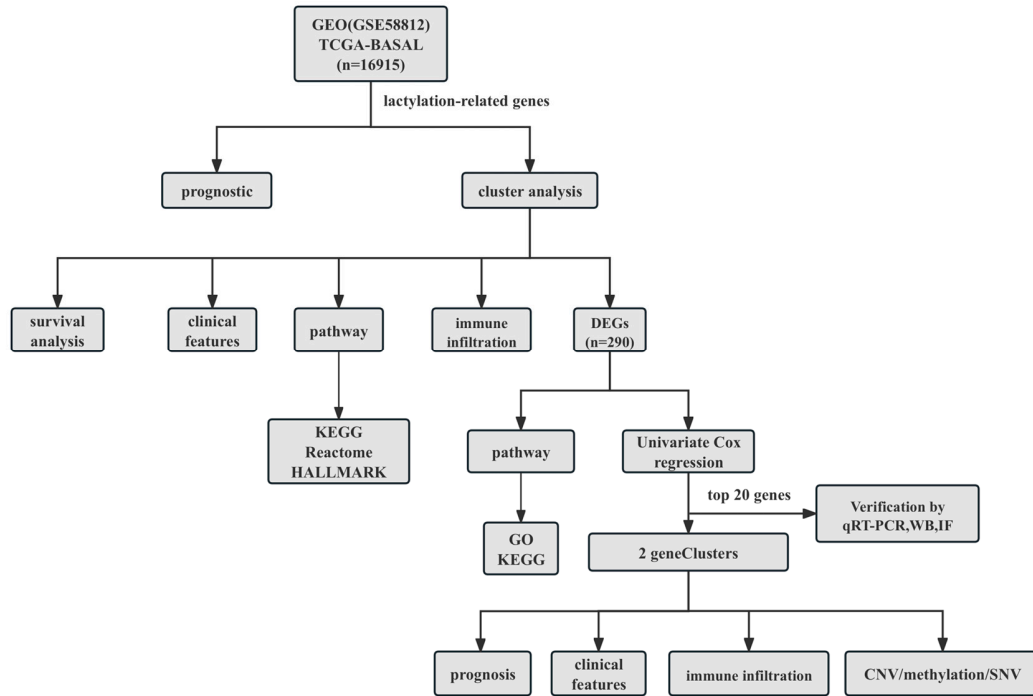 GEO(GSE58812)
TCGA-BASAL
(n=16915)
lactylation-related genes
prognostic
cluster analysis
survival
analysis
clinical
features
pathway
immune
infiltration
DEGs
(n=290)
KEGG
Reactome
HALLMARK
pathway
Univariate Cox
regression
top 20 genes
Verification by
qRT-PCR,WB,IF
GO
KEGG
2 geneClusters
prognosis
clinical
features
immune infiltration
CNV/methylation/SNV